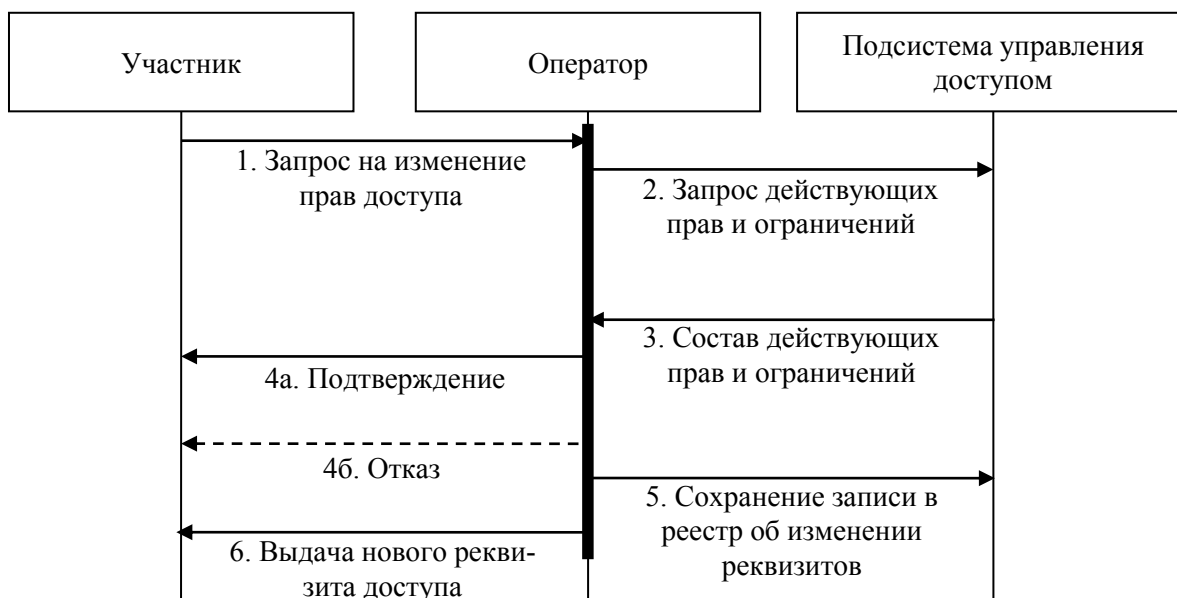 Участник
Оператор
Подсистема управления
доступом
1. Запрос на изменение
прав доступа
2. Запрос действующих
прав и ограничений
3. Состав действующих
прав и ограничений
4а. Подтверждение
4б. Отказ
5. Сохранение записи в
реестр об изменении
реквизитов
6. Выдача нового рекви-
зита доступа